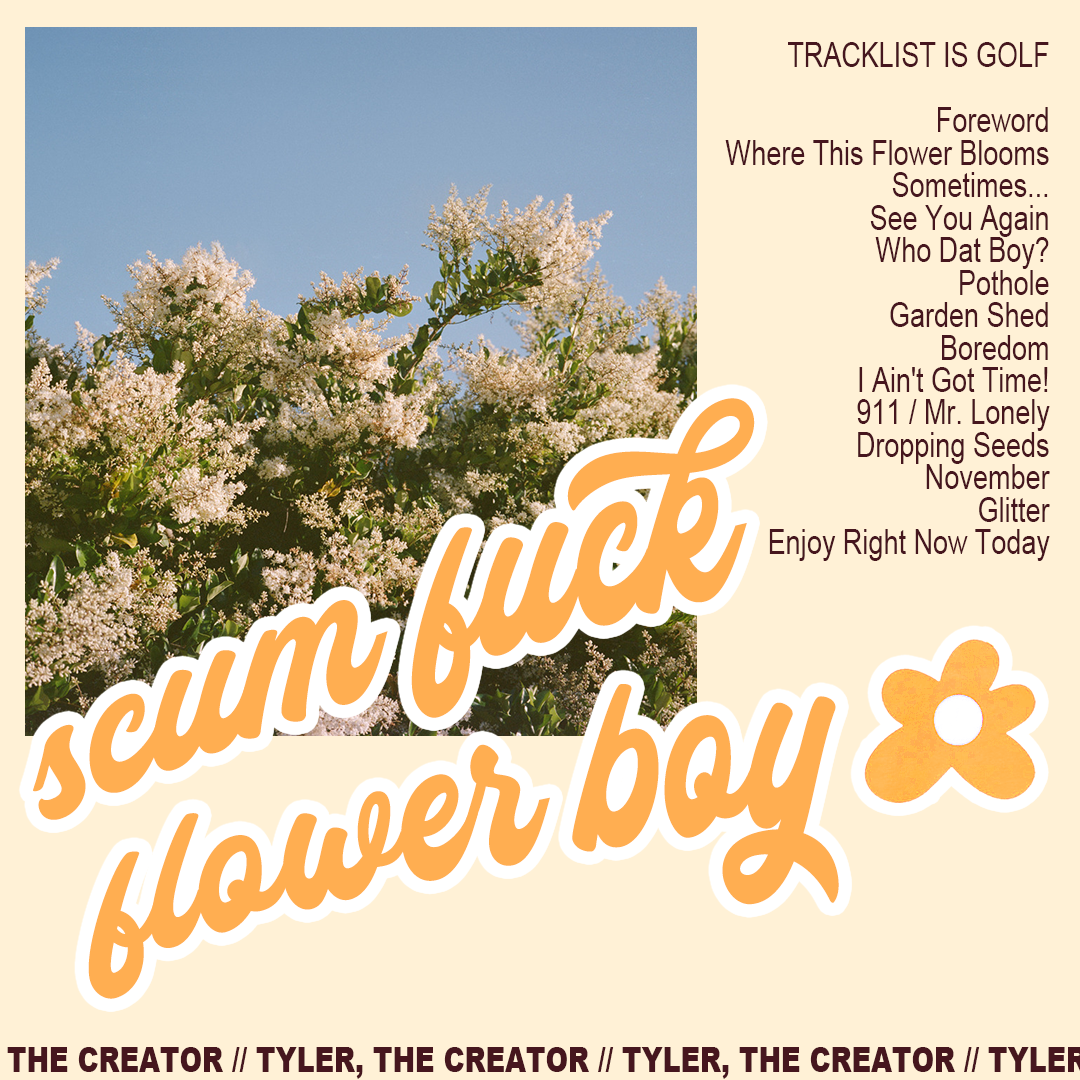 TRACKLIST IS GOLF
Foreword
Where This Flower Blooms
Sometimes...
See You Again
Who Dat Boy?
Pothole
Garden Shed
Boredom
I Ain't Got Time!
911 / Mr. Lonely
Dropping Seeds
November
Glitter
Enjoy Right Now Today
scum fuck
flower boy
THE CREATOR // TYLER, THE CREATOR // TYLER, THE CREATOR // TYLER